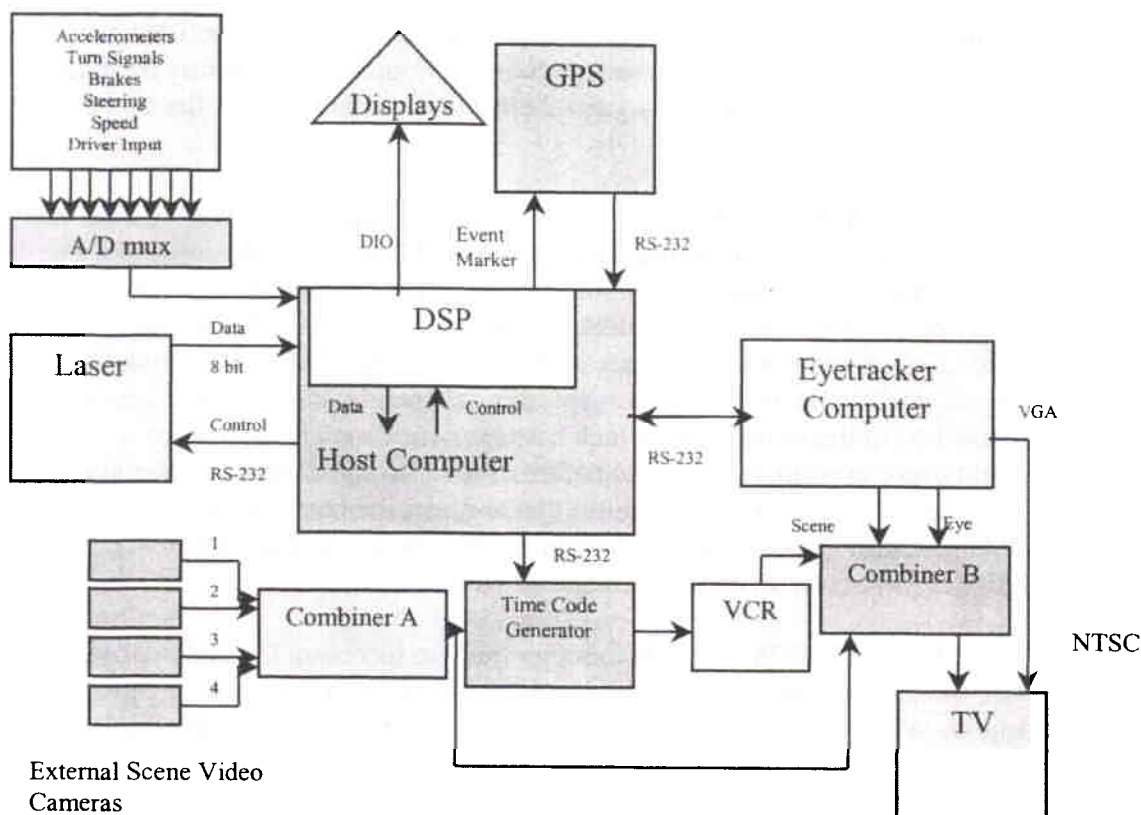 Accelerometers
Turn Signals
Brakes
Steering
Speed
Driver Input
A/D mux
Displays
GPS
DIO
Event
Marker
RS-232
DSP
Data
8 bit
Laser
Control
RS-232
Data
Control
Host Computer
Eyetracker
Computer
VGA
RS-232
RS-232
Scene
Eye
1
2
3
4
Combiner A
Time Code
Generator
VCR
Combiner B
NTSC
TV
External Scene Video
Cameras